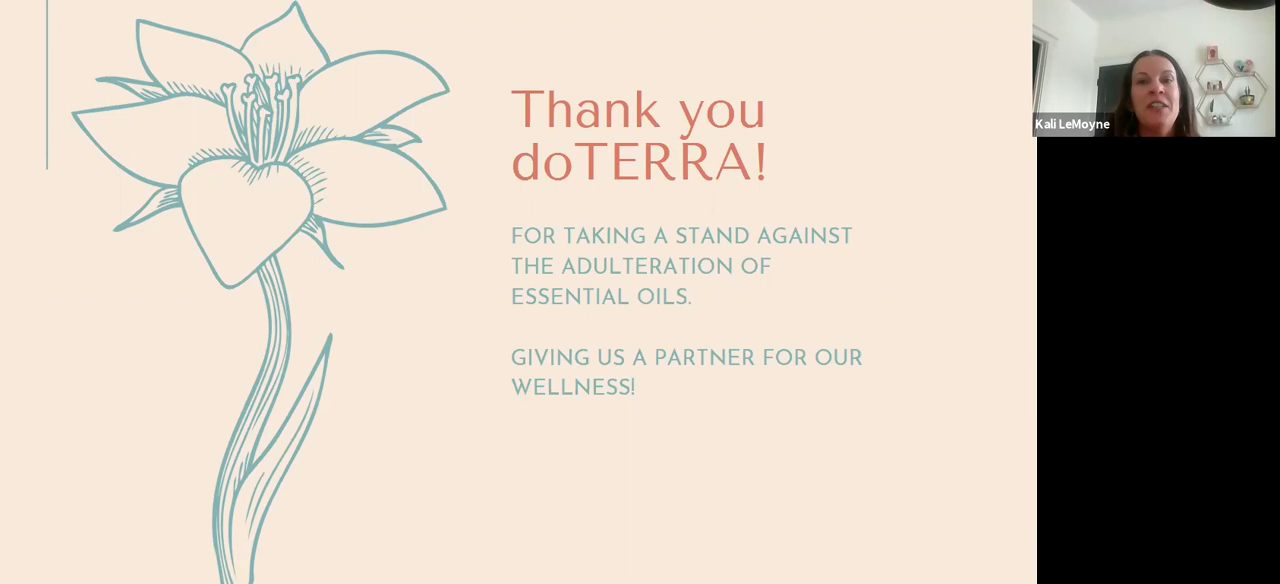 Thank you
doTERRA!
FOR TAKING A STAND AGAINST
THE ADULTERATION OF
ESSENTIAL OILS.
GIVING US A PARTNER FOR OUR
WELLNESS!
Kali LeMoyne